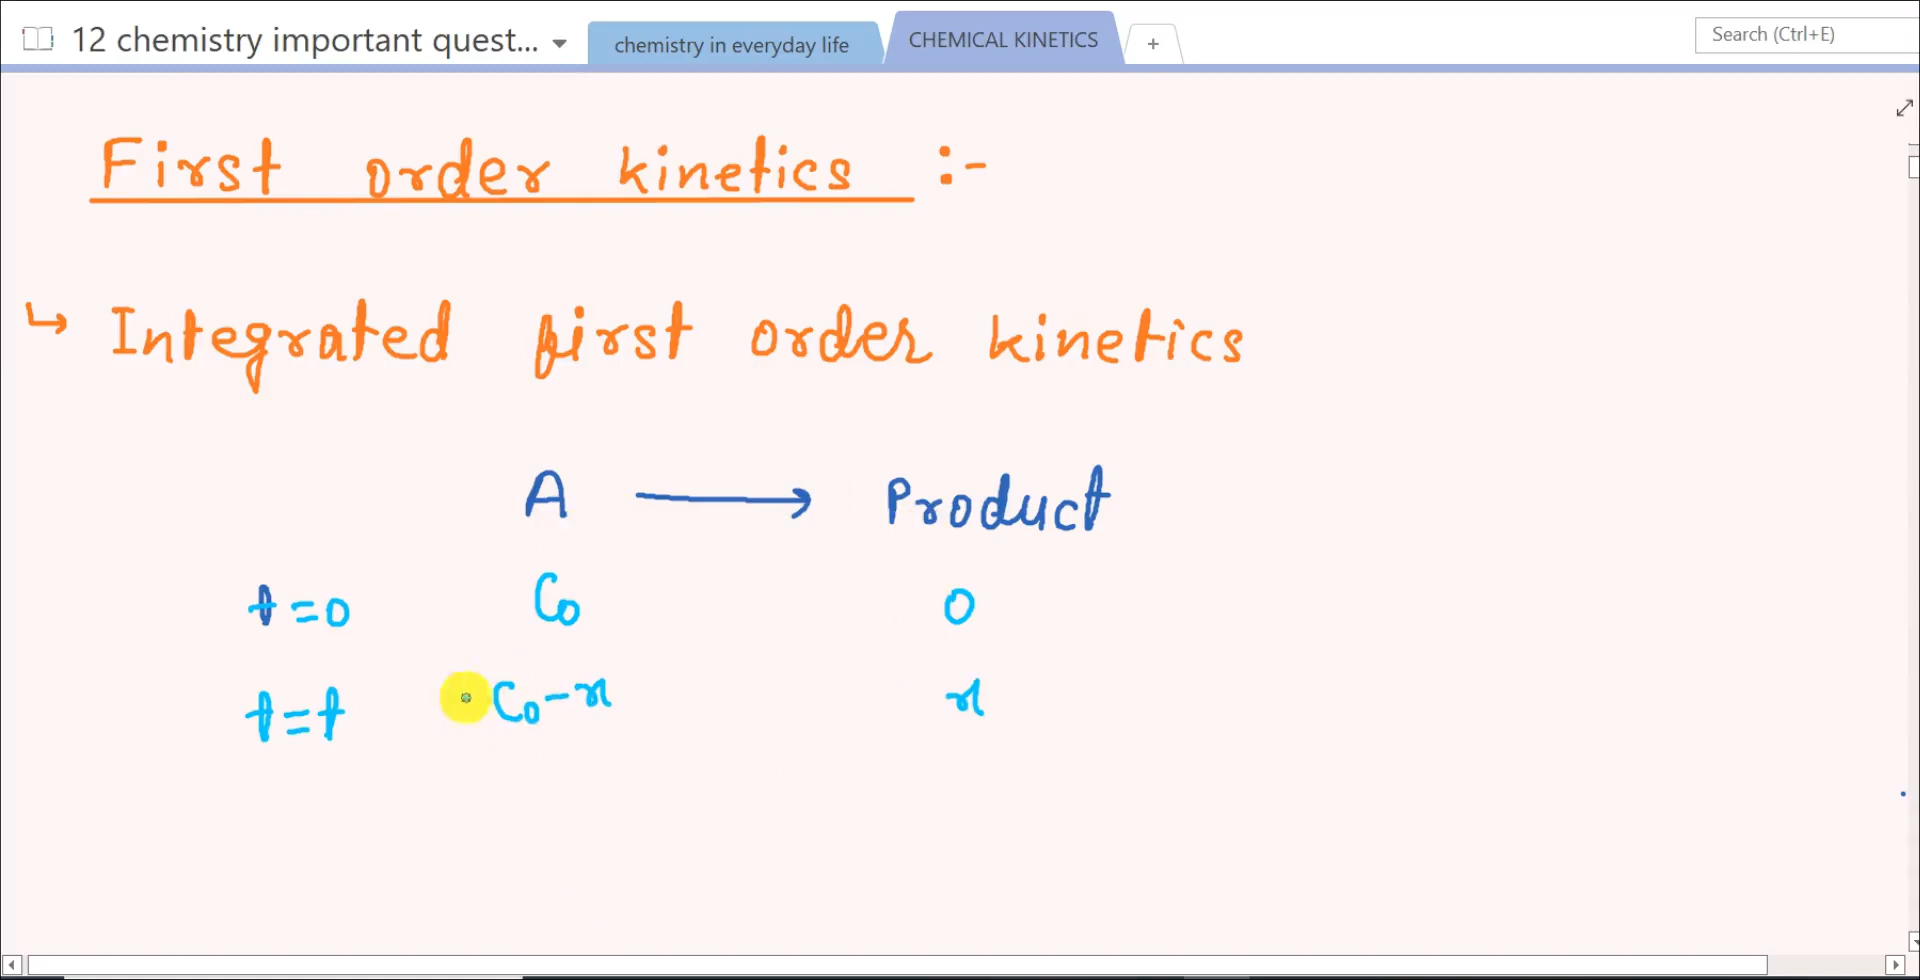 12 chemistry important quest... chemistry in everyday life CHEMICAL KINETICS + Search (Ctrl+E)
First order kinetics :-
↳ Integrated first order kinetics
A ⟶ Product
t=0 C₀ 0
t=t C₀-x x